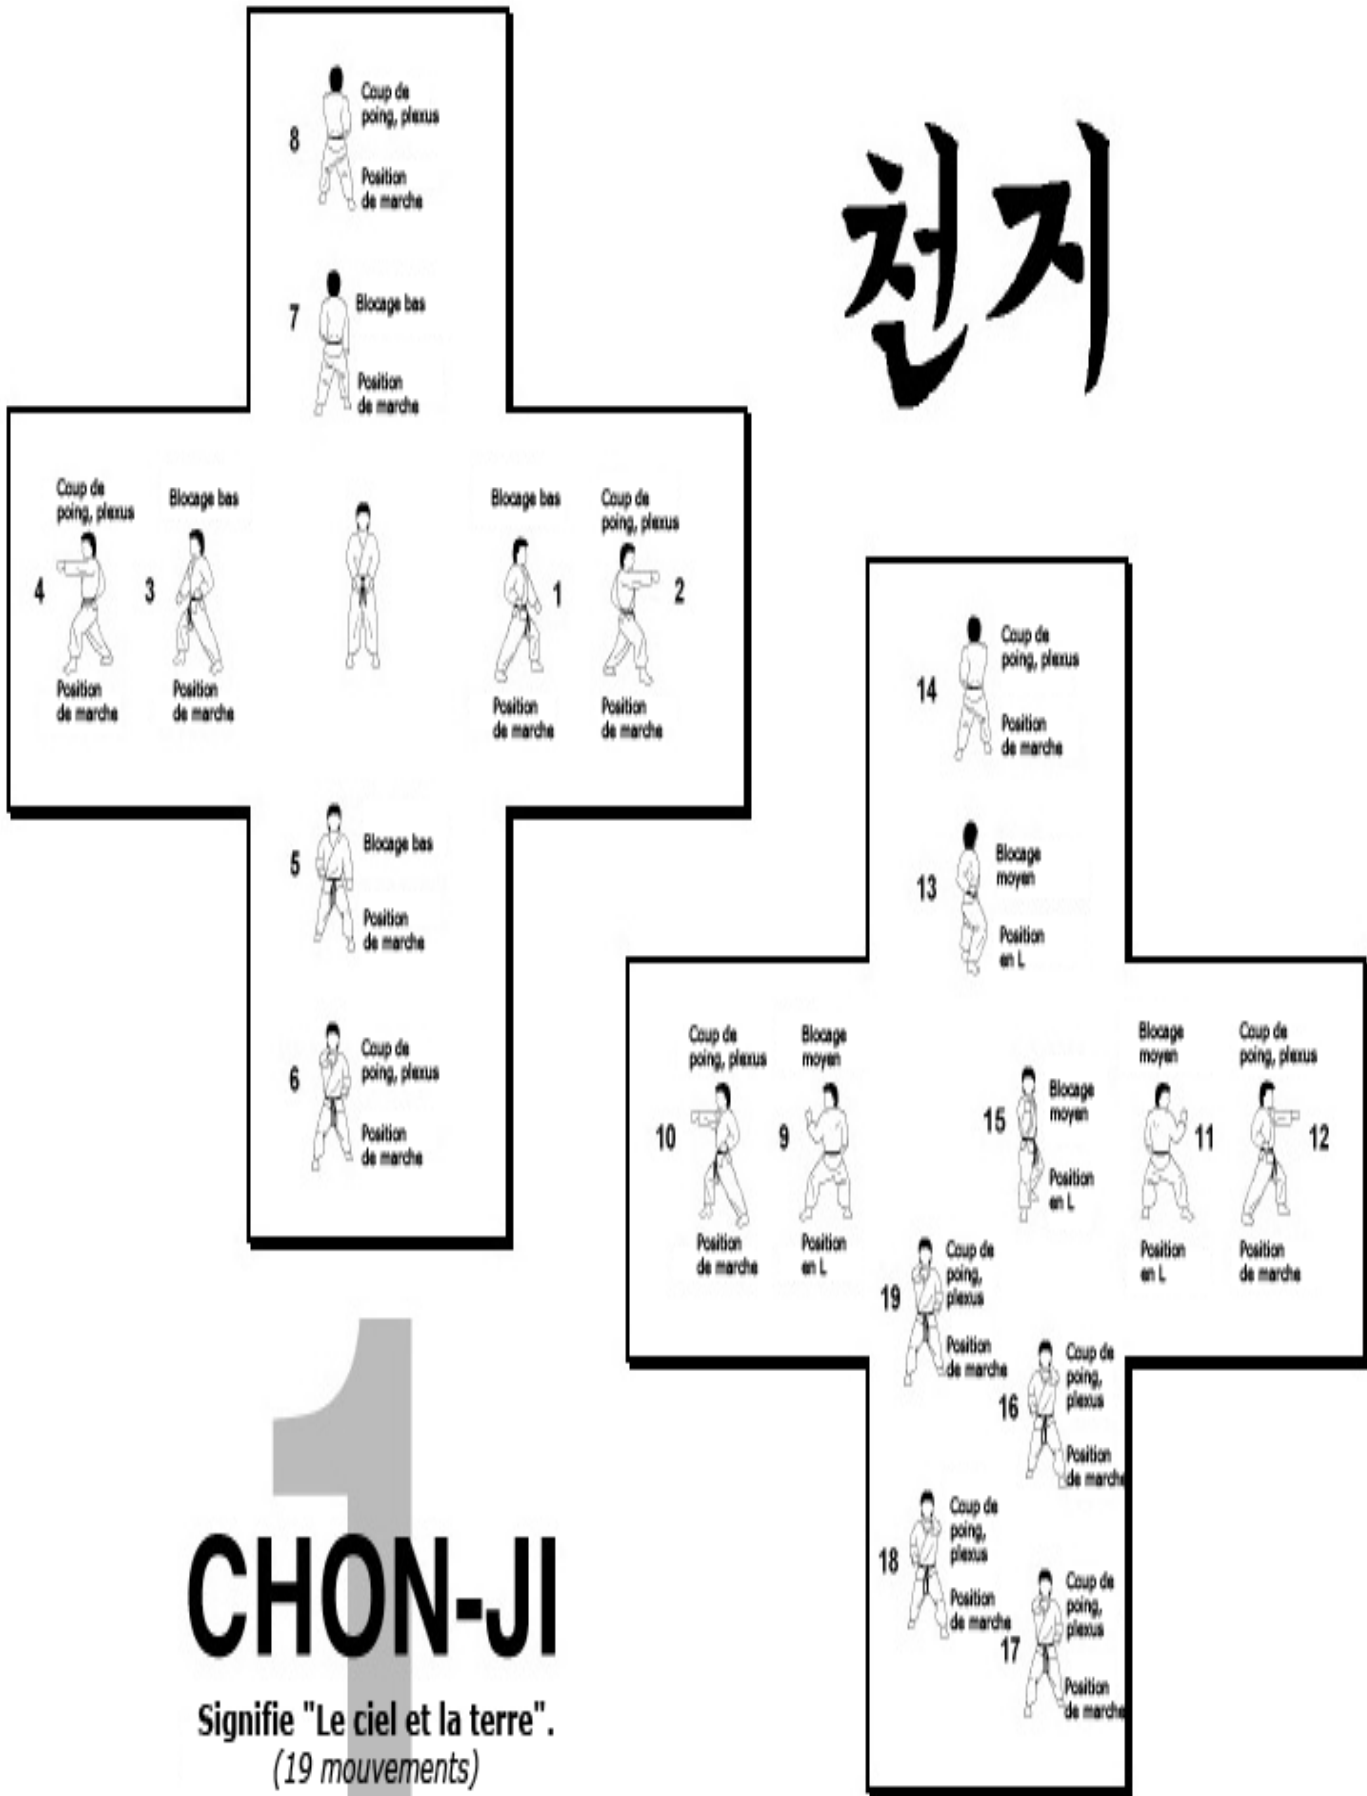 8
Coup de
poing, plexus
Position
de marche
7
Blocage bas
Position
de marche
4
Coup de
poing, plexus
Position
de marche
3
Blocage bas
Position
de marche
Blocage bas
1
Position
de marche
Coup de
poing, plexus
2
Position
de marche
5
Blocage bas
Position
de marche
6
Coup de
poing, plexus
Position
de marche
천지
14
Coup de
poing, plexus
Position
de marche
13
Blocage
moyen
Position
en L
10
Coup de
poing, plexus
Position
de marche
9
Blocage
moyen
Position
en L
15
Blocage
moyen
Position
en L
Blocage
moyen
11
Position
en L
Coup de
poing, plexus
12
Position
de marche
19
Coup de
poing,
plexus
Position
de marche
16
Coup de
poing,
plexus
Position
de marche
18
Coup de
poing,
plexus
Position
de marche
17
Coup de
poing,
plexus
Position
de marche
1
CHON-JI
Signifie "Le ciel et la terre".
(19 mouvements)